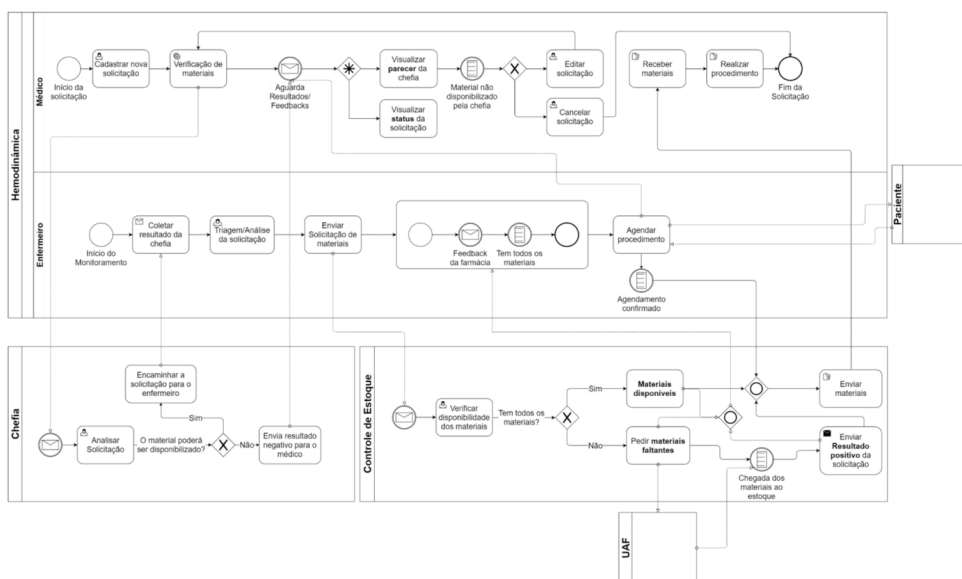 Hemodinâmica
Médico
Início da
solicitação
Cadastrar nova
solicitação
Verificação de
materiais
Aguarda
Resultados/
Feedbacks
Visualizar
parecer da
chefia
Visualizar
status da
solicitação
Material não
disponibilizado
pela chefia
Editar
solicitação
Cancelar
solicitação
Receber
materiais
Realizar
procedimento
Fim da
Solicitação
Enfermeiro
Início do
Monitoramento
Coletar
resultado da
chefia
Triagem/Análise
da solicitação
Enviar
Solicitação de
materiais
Feedback
da farmácia
Tem todos os
materiais
Agendar
procedimento
Agendamento
confirmado
Paciente
Chefia
Analisar
Solicitação
O material poderá
ser disponibilizado?
Sim
Encaminhar a
solicitação para o
enfermeiro
Não
Envia resultado
negativo para o
médico
Controle de Estoque
Verificar
disponibilidade
dos materiais
Tem todos os
materiais?
Sim
Materiais
disponiveis
Não
Pedir materiais
faltantes
Chegada dos
materiais ao
estoque
Enviar
materiais
Enviar
Resultado
positivo da
solicitação
UAF